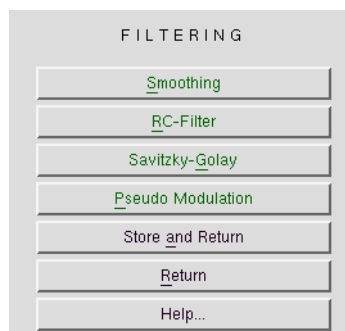 FILTERING
Smoothing
RC-Filter
Savitzky-Golay
Pseudo Modulation
Store and Return
Return
Help...